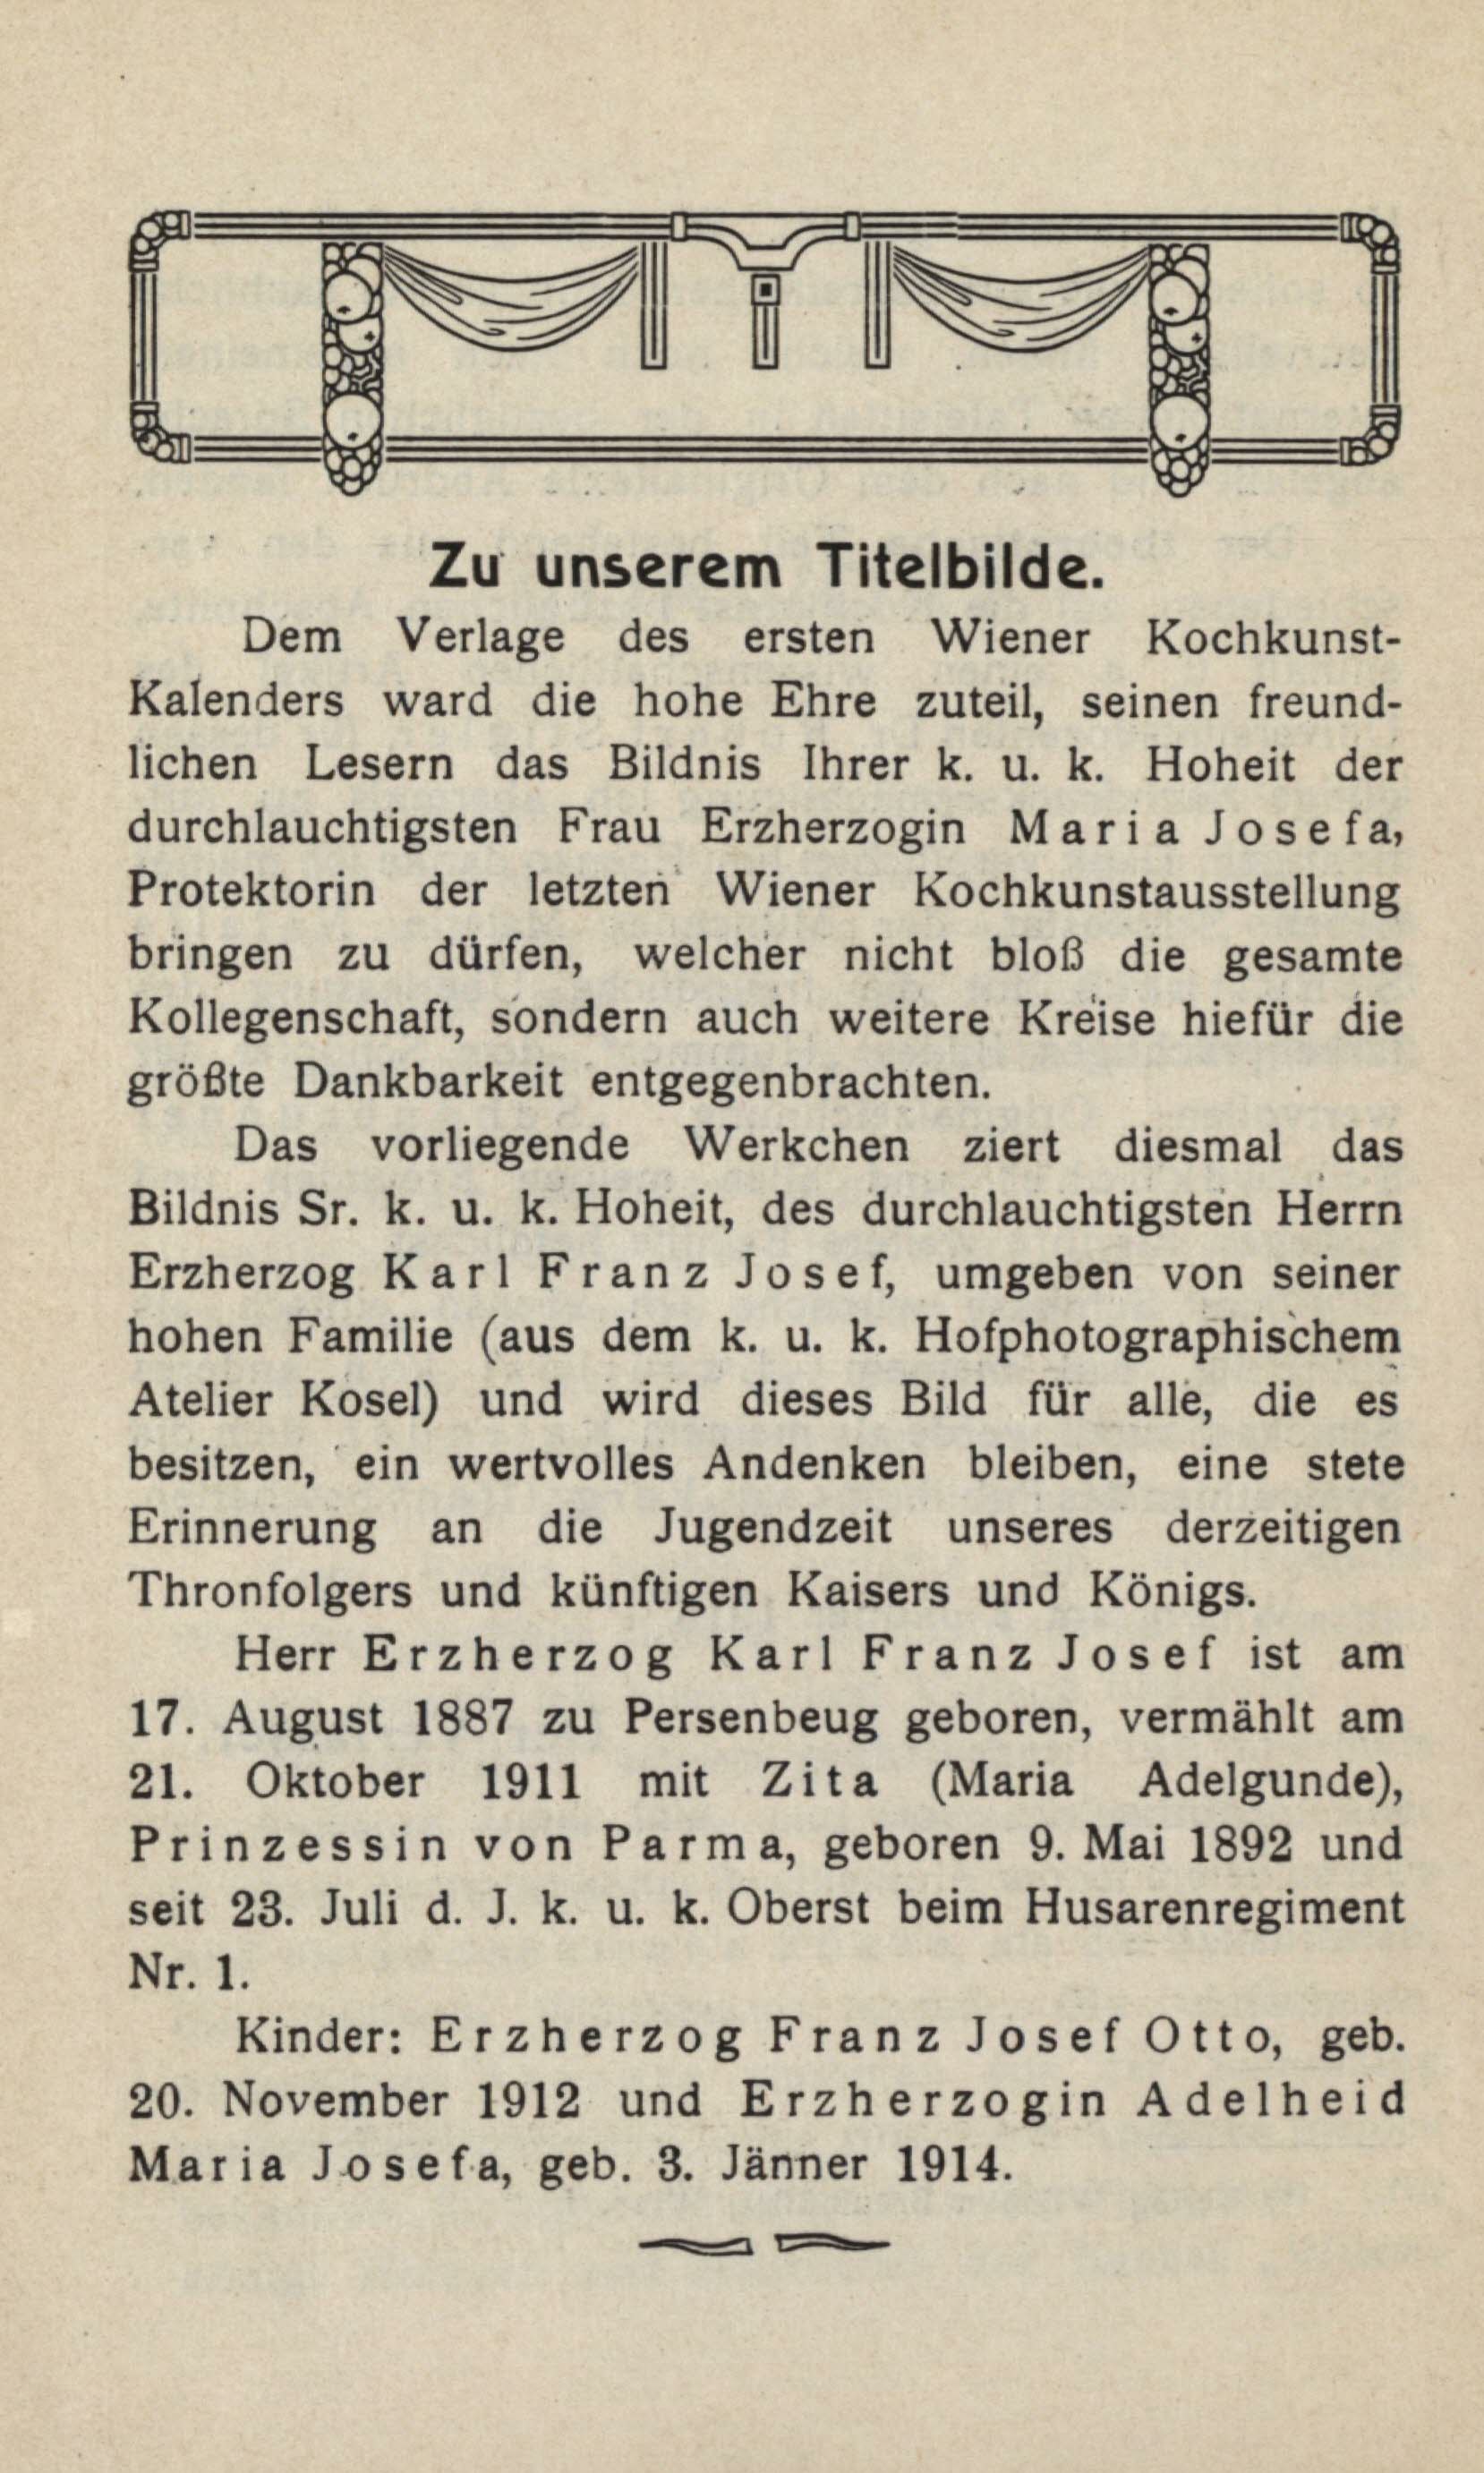 Zu unserem Titelbilde.
Dem Verlage des ersten Wiener Kochkunst-
Kalenders ward die hohe Ehre zuteil, seinen freund-
lichen Lesern das Bildnis Ihrer k. u. k. Hoheit der
durchlauchtigsten Frau Erzherzogin Maria Josefa,
Protektorin der letzten Wiener Kochkunstausstellung
bringen zu dürfen, welcher nicht bloß die gesamte
Kollegenschaft, sondern auch weitere Kreise hiefür die
größte Dankbarkeit entgegenbrachten.
Das vorliegende Werkchen ziert diesmal das
Bildnis Sr. k. u. k. Hoheit, des durchlauchtigsten Herrn
Erzherzog Karl Franz Josef, umgeben von seiner
hohen Familie (aus dem k. u. k. Hofphotographischem
Atelier Kosel) und wird dieses Bild für alle, die es
besitzen, ein wertvolles Andenken bleiben, eine stete
Erinnerung an die Jugendzeit unseres derzeitigen
Thronfolgers und künftigen Kaisers und Königs.
Herr Erzherzog Karl Franz Josef ist am
17. August 1887 zu Persenbeug geboren, vermählt am
21. Oktober 1911 mit Zita (Maria Adelgunde),
Prinzessin von Parma, geboren 9. Mai 1892 und
seit 23. Juli d. J. k. u. k. Oberst beim Husarenregiment
Nr. 1.
Kinder: Erzherzog Franz Josef Otto, geb.
20. November 1912 und Erzherzogin Adelheid
Maria Josefa, geb. 3. Jänner 1914.